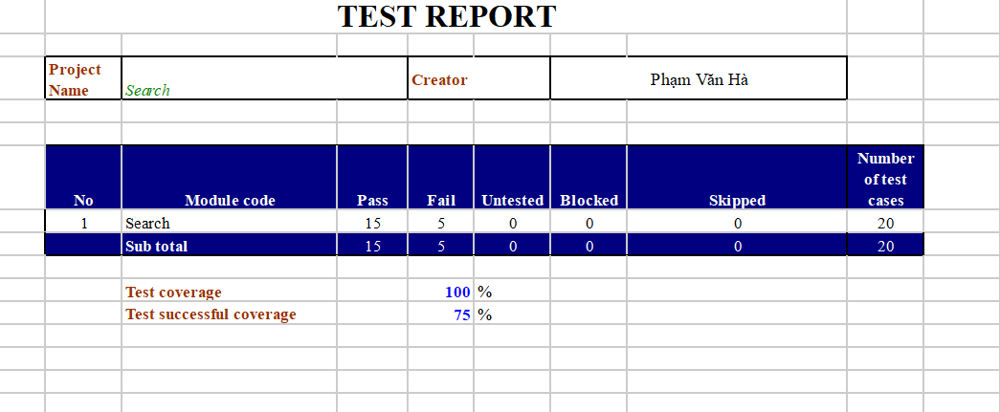 TEST REPORT
Project Name Search Creator Phạm Văn Hà
No Module code Pass Fail Untested Blocked Skipped Number of test cases
1 Search 15 5 0 0 0 20
Sub total 15 5 0 0 0 20
Test coverage 100 %
Test successful coverage 75 %